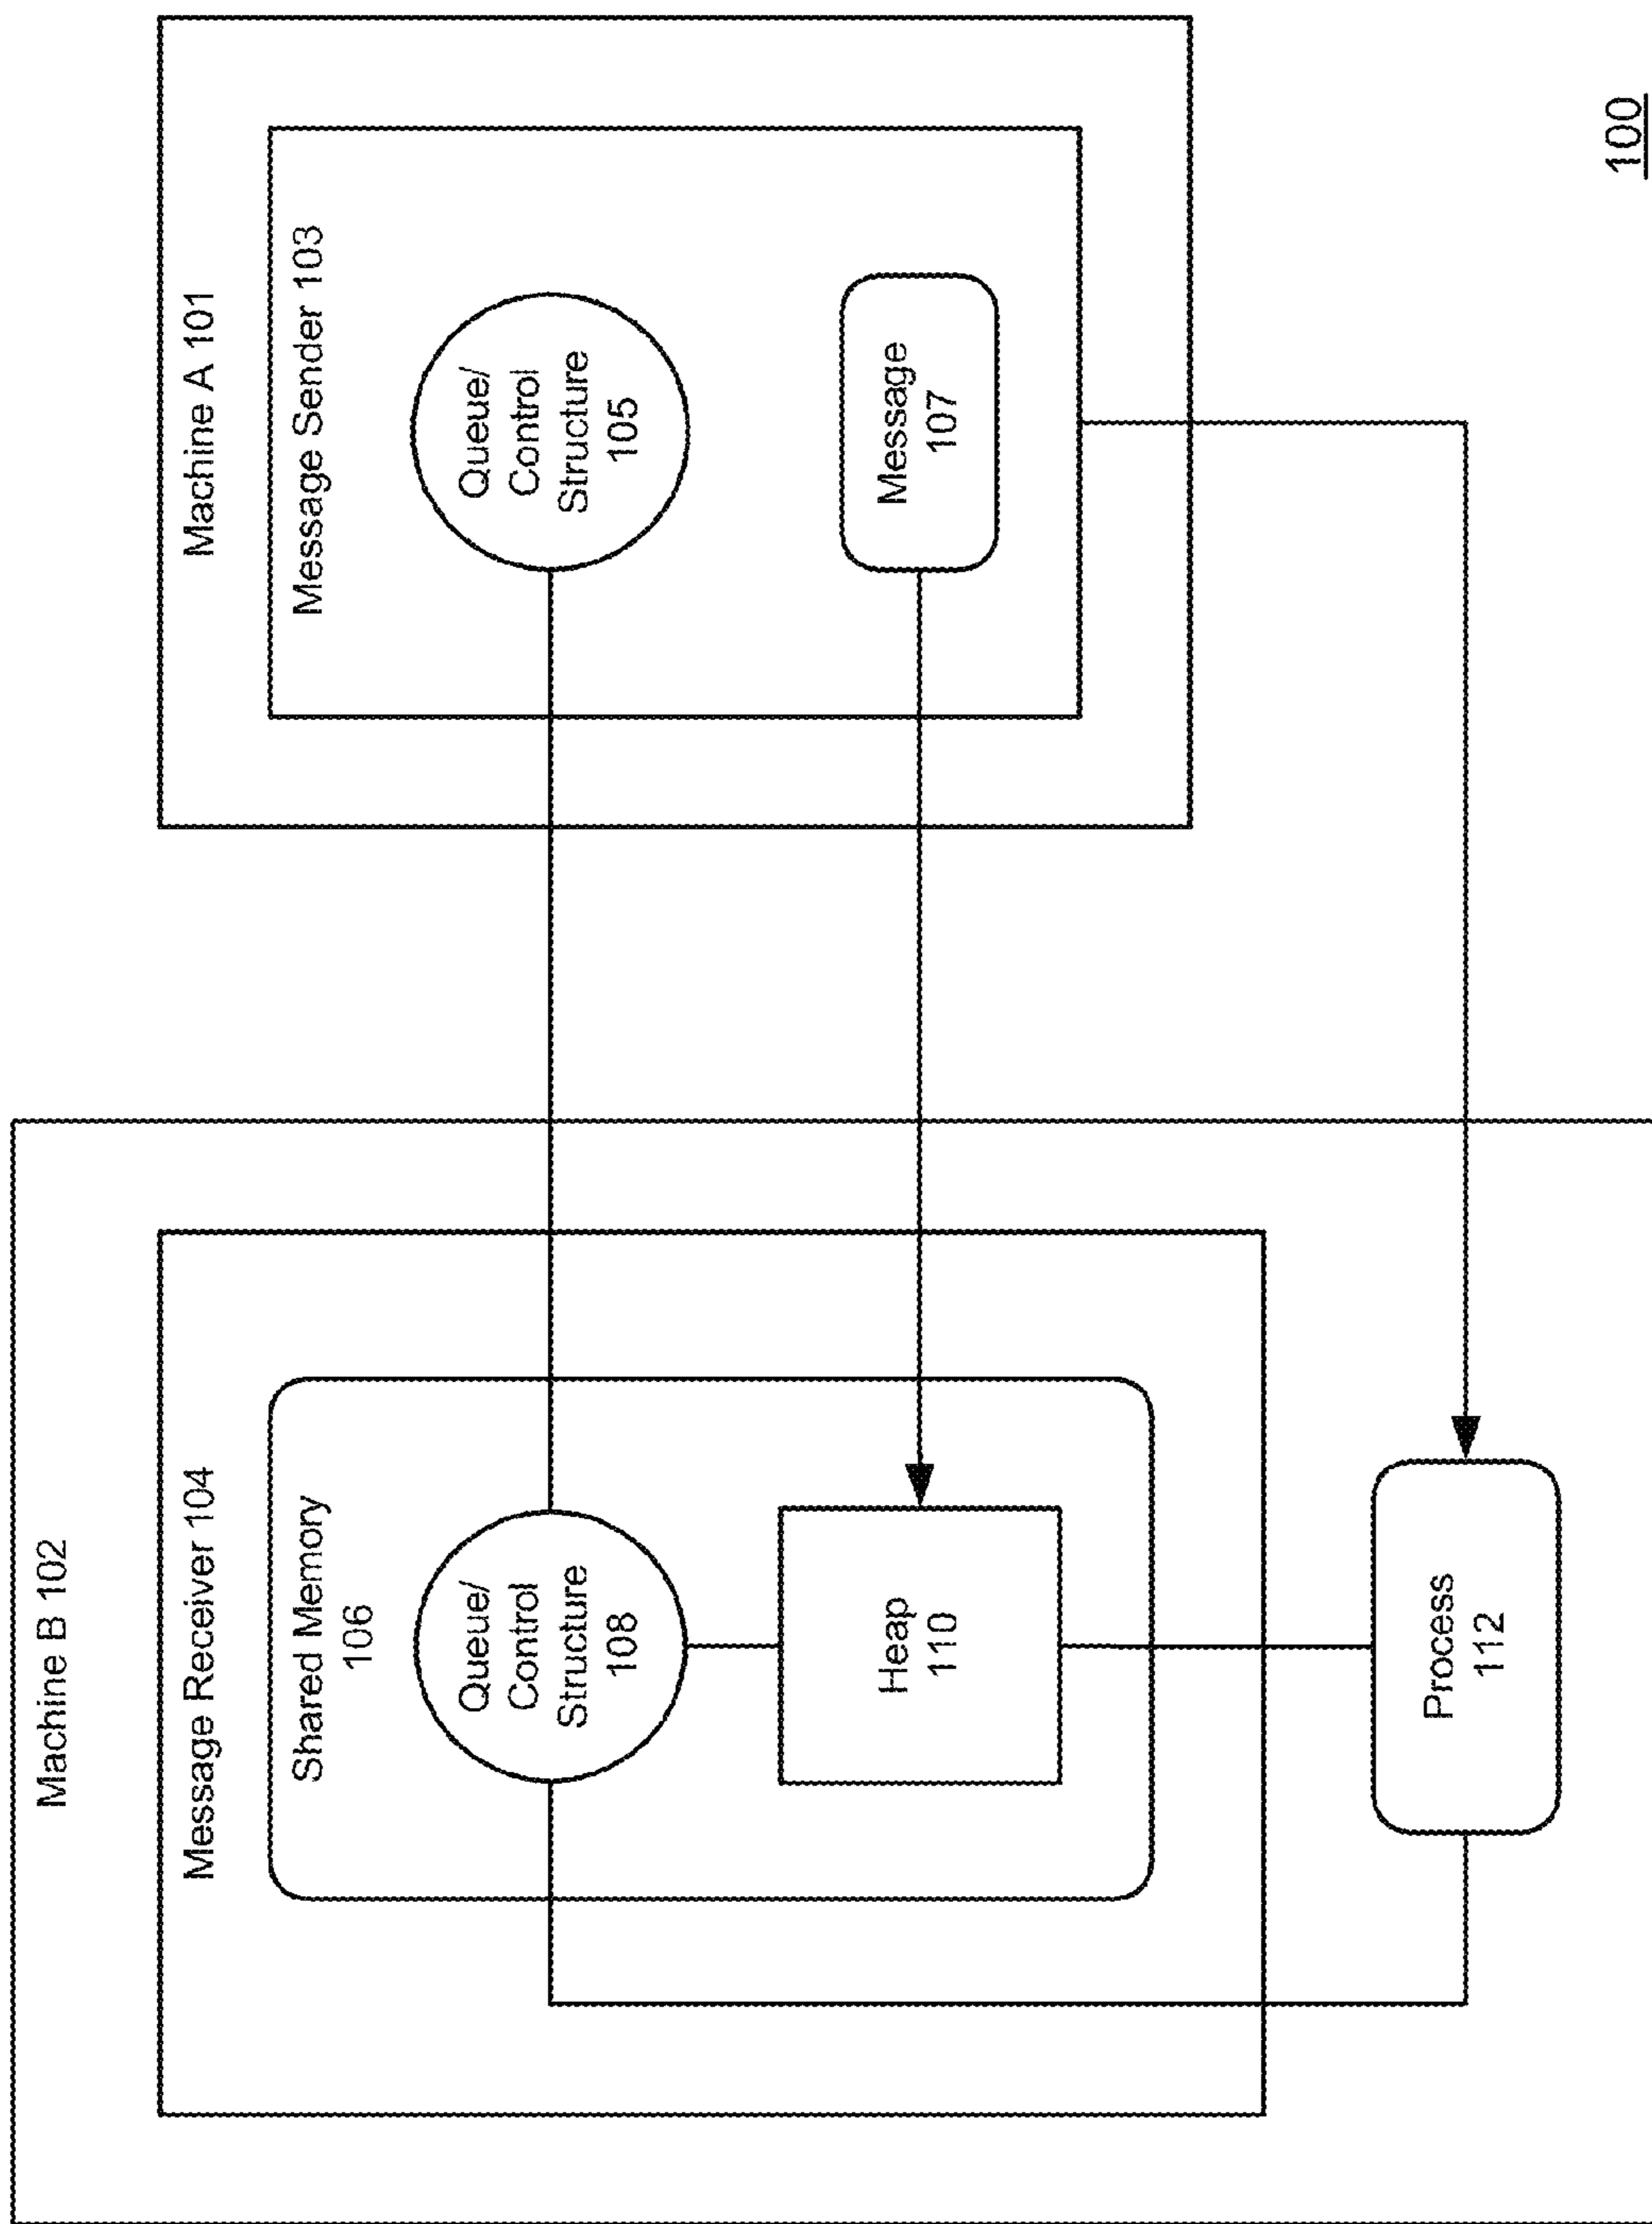 Machine B 102
Message Receiver 104
Shared Memory
106
Queue/
Control
Structure
108
Heap
110
Process
112
Machine A 101
Message Sender 103
Queue/
Control
Structure
105
Message
107
100